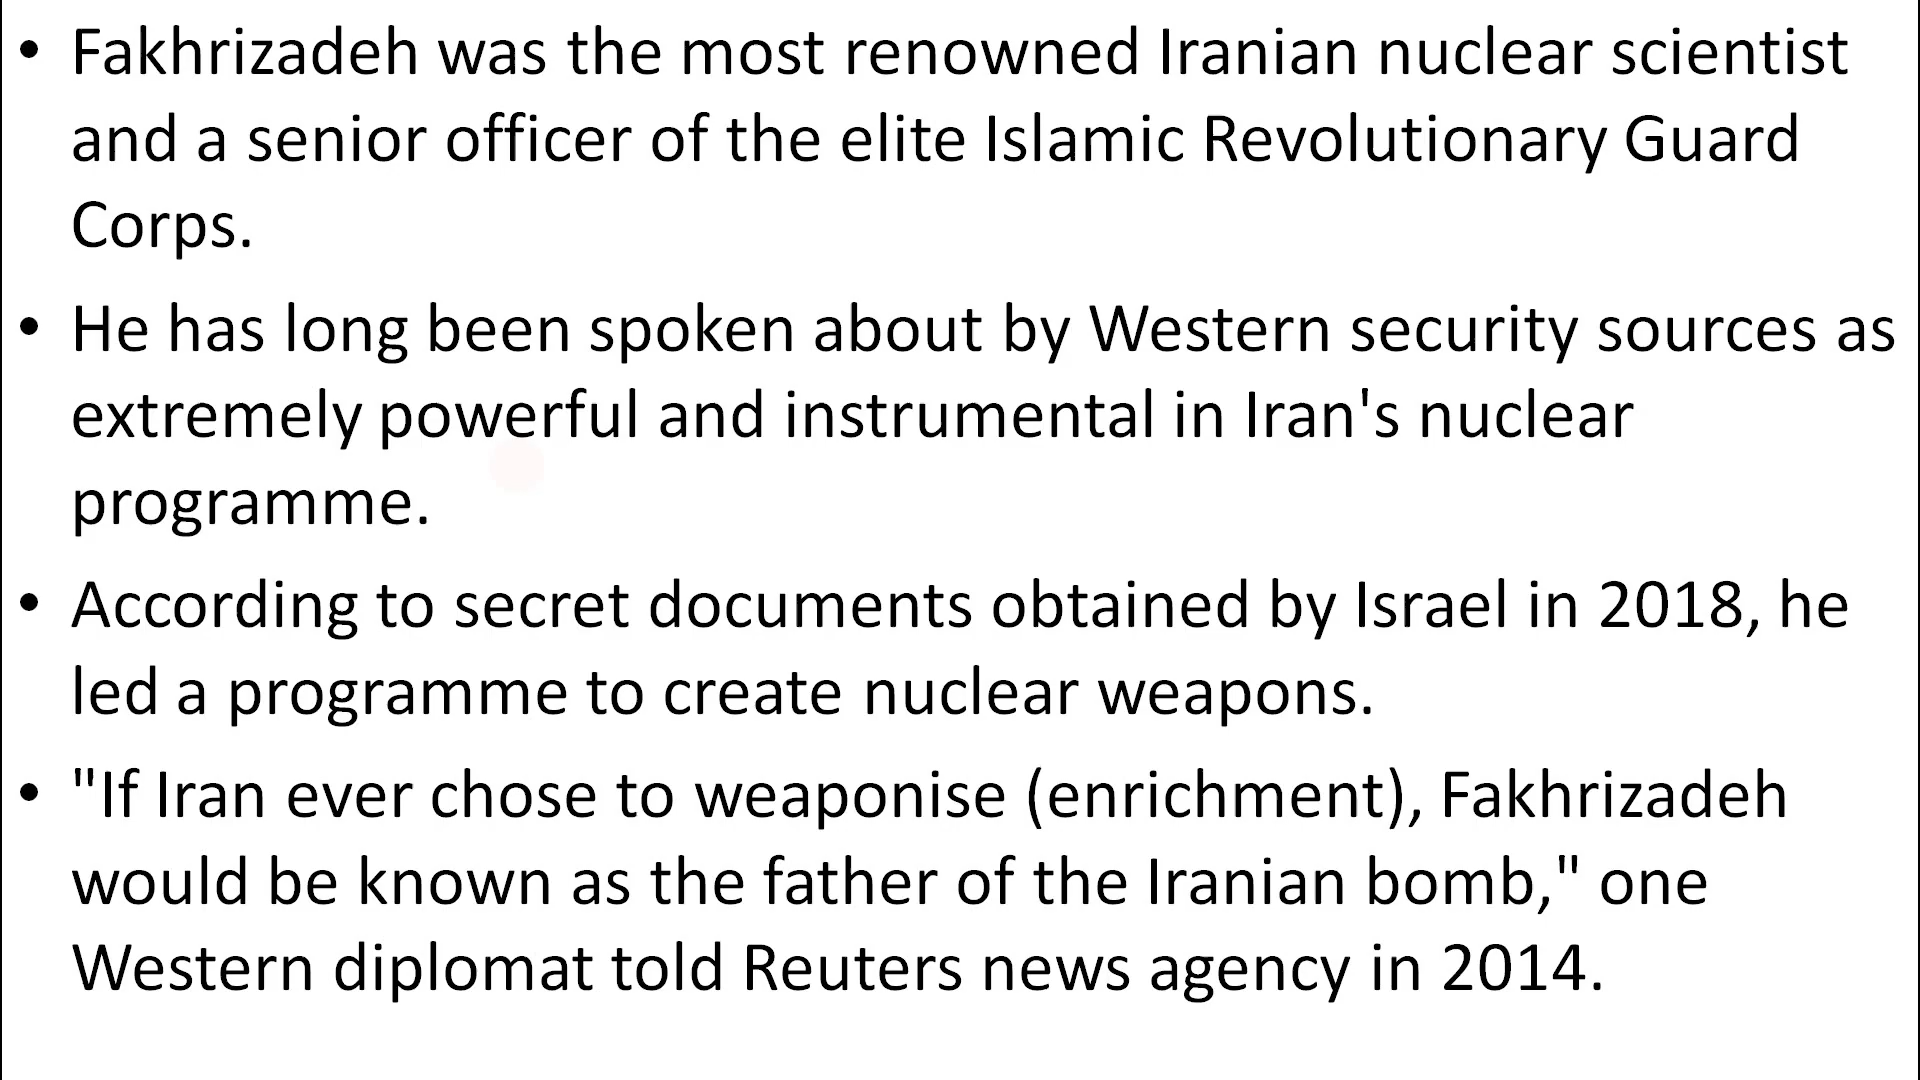 • Fakhrizadeh was the most renowned Iranian nuclear scientist
and a senior officer of the elite Islamic Revolutionary Guard
Corps.
• He has long been spoken about by Western security sources as
extremely powerful and instrumental in Iran's nuclear
programme.
• According to secret documents obtained by Israel in 2018, he
led a programme to create nuclear weapons.
• "If Iran ever chose to weaponise (enrichment), Fakhrizadeh
would be known as the father of the Iranian bomb," one
Western diplomat told Reuters news agency in 2014.